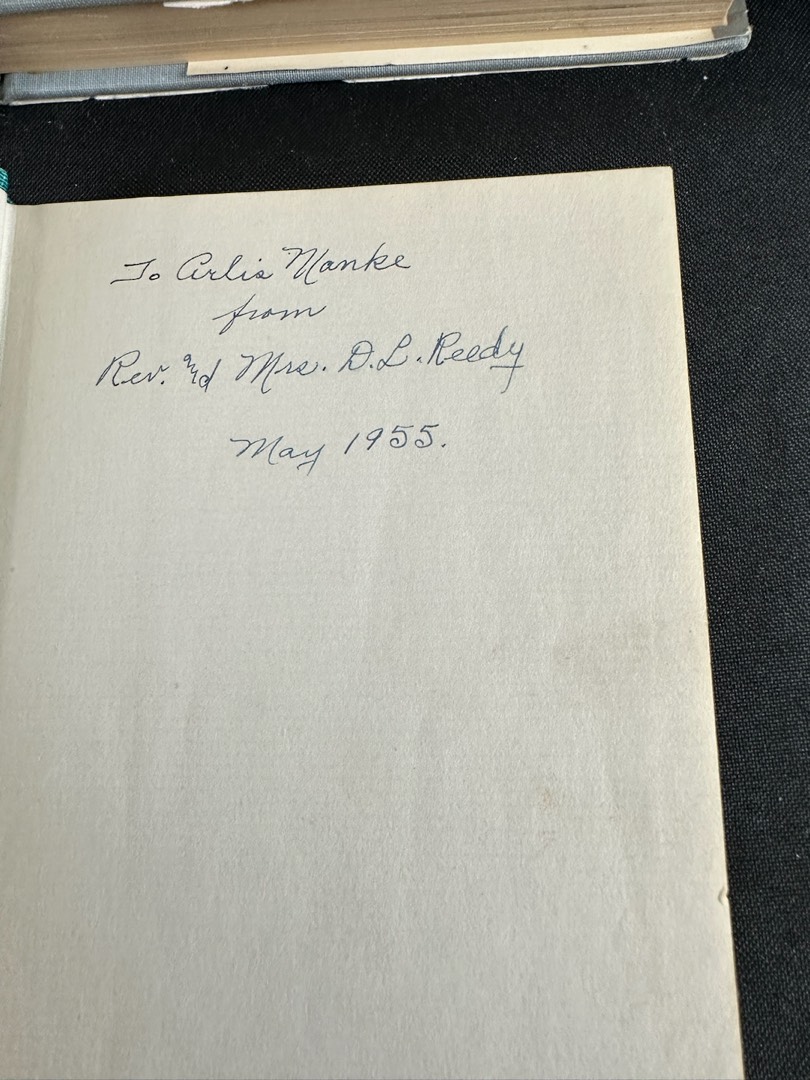 To Arlis Manke
from
Rev. and Mrs. D.L. Reedy
May 1955.